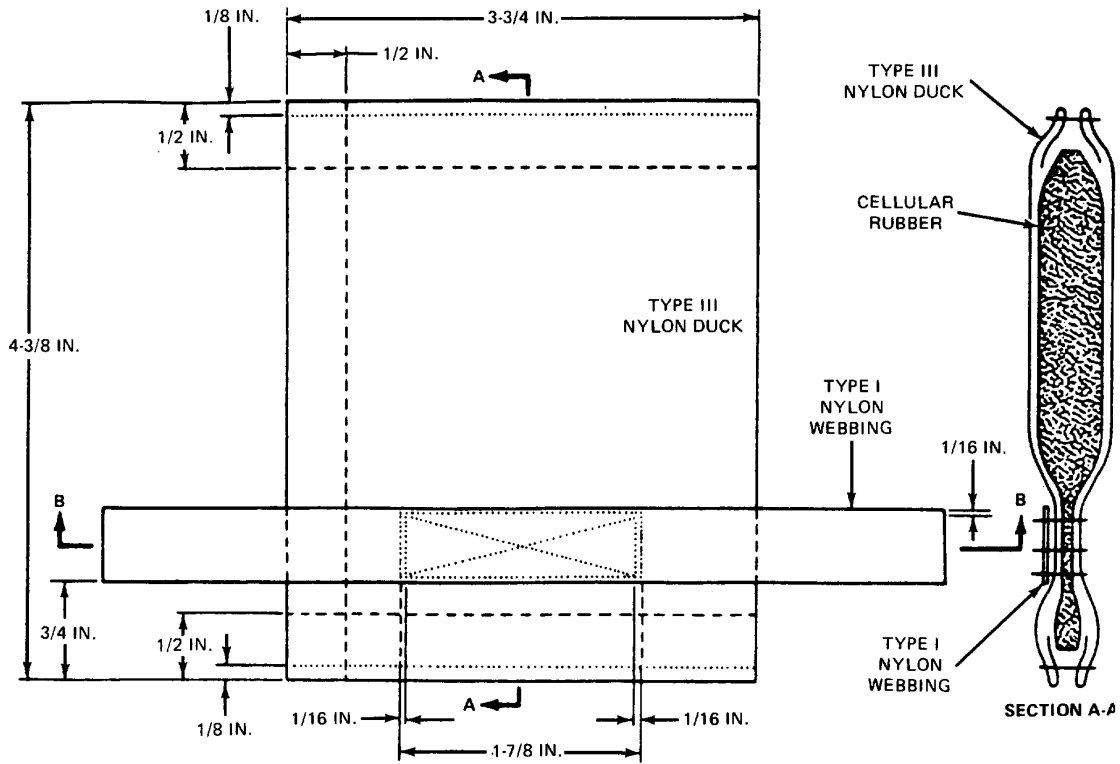 1/8 IN.
3-3/4 IN.
1/2 IN.
A
TYPE III
NYLON DUCK
1/2 IN.
CELLULAR
RUBBER
TYPE III
NYLON DUCK
4-3/8 IN.
TYPE I
NYLON
WEBBING
1/16 IN.
B
B
3/4 IN.
1/2 IN.
TYPE I
NYLON
WEBBING
A
1/8 IN.
1/16 IN.
1/16 IN.
SECTION A-A
1-7/8 IN.